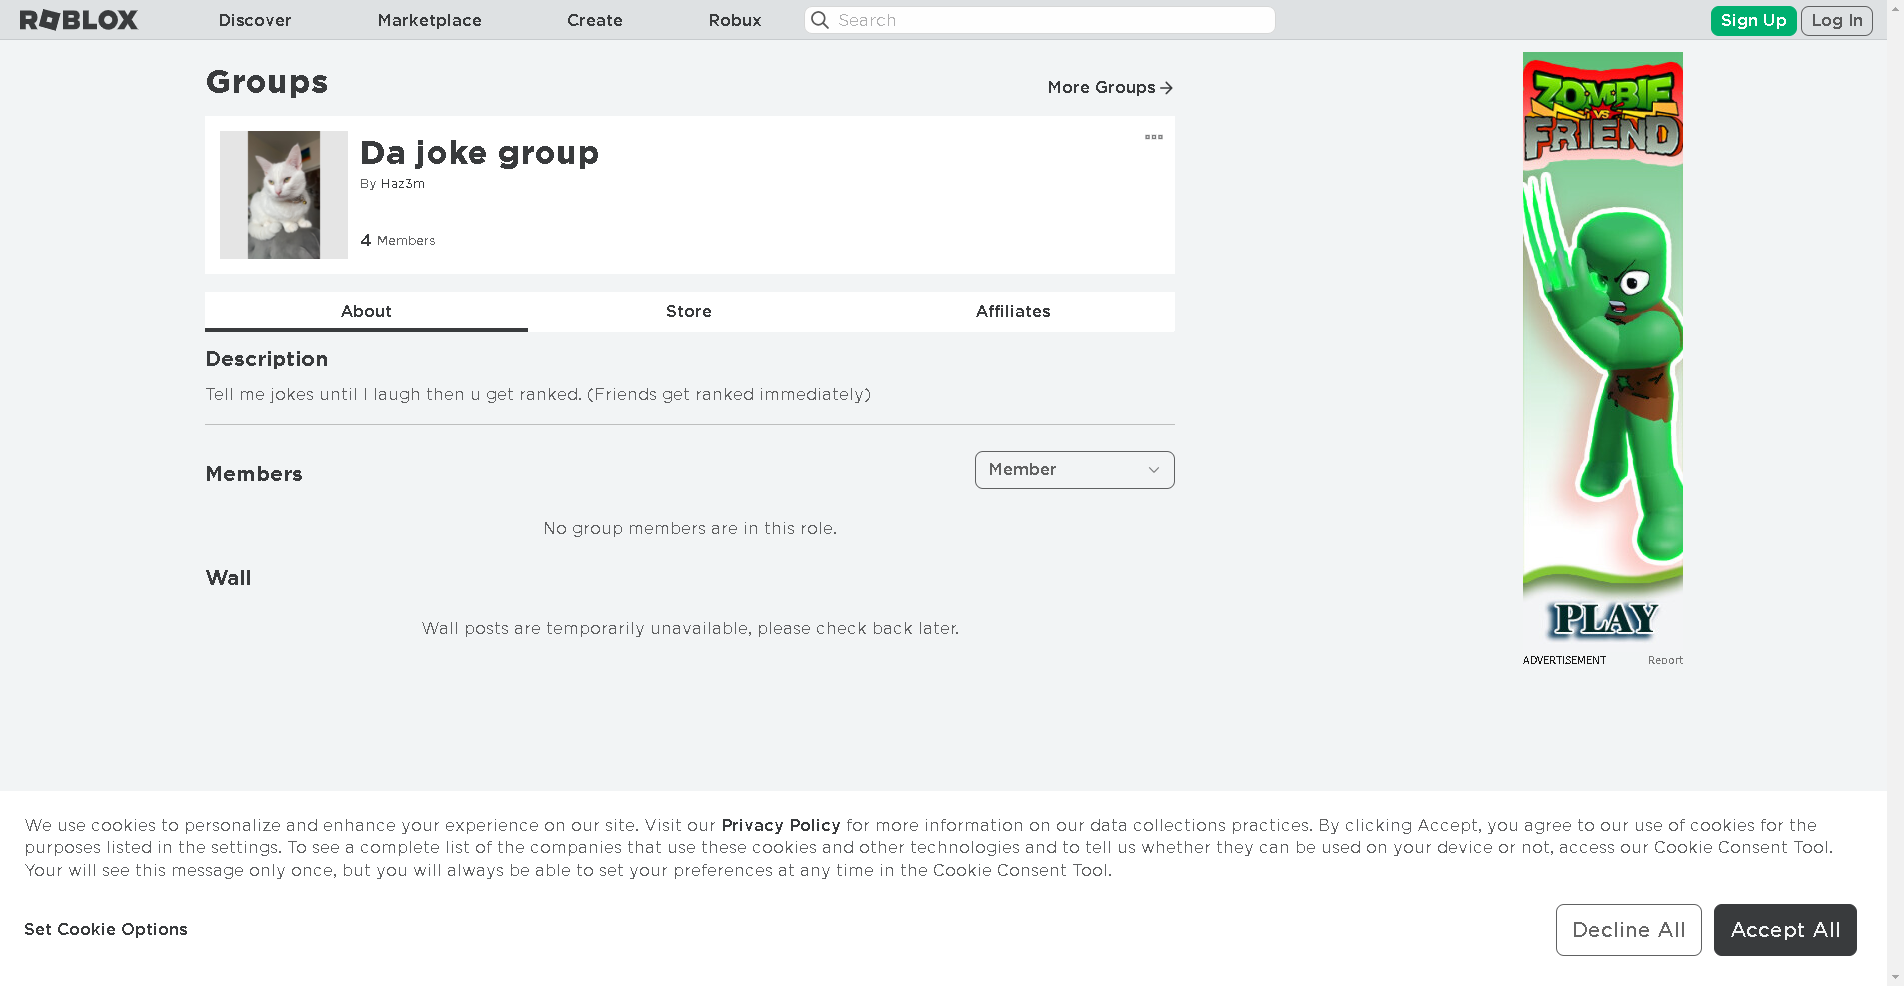 ROBLOX
Discover
Marketplace
Create
Robux
Search
Sign Up
Log In
Groups
More Groups
Da joke group
By Haz3m
4 Members
About
Store
Affiliates
Description
Tell me jokes until I laugh then u get ranked. (Friends get ranked immediately)
Members
Member
No group members are in this role.
Wall
Wall posts are temporarily unavailable, please check back later.
ZOMBIE
VS
FRIEND
PLAY
ADVERTISEMENT
Report
We use cookies to personalize and enhance your experience on our site. Visit our Privacy Policy for more information on our data collections practices. By clicking Accept, you agree to our use of cookies for the
purposes listed in the settings. To see a complete list of the companies that use these cookies and other technologies and to tell us whether they can be used on your device or not, access our Cookie Consent Tool.
Your will see this message only once, but you will always be able to set your preferences at any time in the Cookie Consent Tool.
Set Cookie Options
Decline All
Accept All